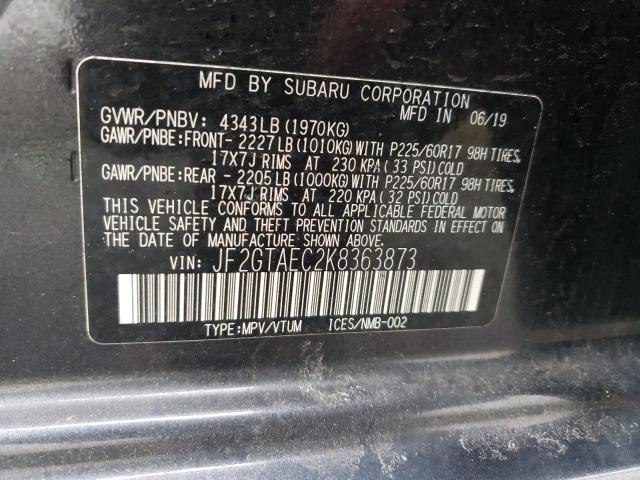 MFD BY SUBARU CORPORATION
MFD IN 06/19
GVWR/PNBV: 4343LB(1970KG)
GAWR/PNBE:FRONT- 2227LB(1010KG)WITH P225/60R17 98H TIRES,
17X7J RIMS AT 230 KPA(33 PSI)COLD
GAWR/PNBE:REAR - 2205LB(1000KG)WITH P225/60R17 98H TIRES,
17X7J RIMS AT 220 KPA(32 PSI)COLD
THIS VEHICLE CONFORMS TO ALL APPLICABLE FEDERAL MOTOR
VEHICLE SAFETY AND THEFT PREVENTION STANDARDS IN EFFECT ON
THE DATE OF MANUFACTURE SHOWN ABOVE.
VIN: JF2GTAEC2K8363873
TYPE:MPV/VTUM ICES/NMB-002